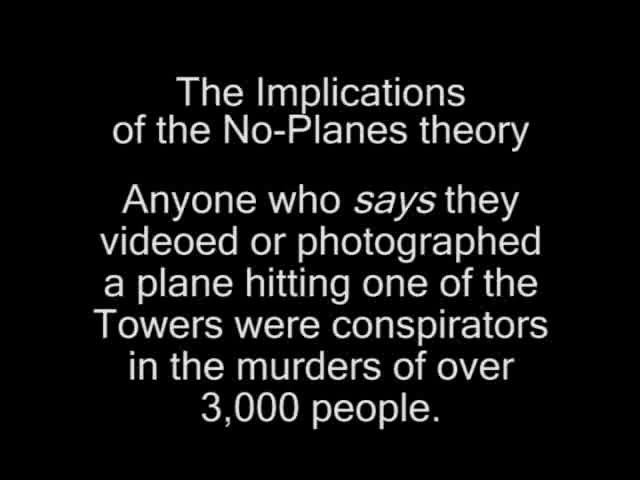 The Implications
of the No-Planes theory
Anyone who says they
videoed or photographed
a plane hitting one of the
Towers were conspirators
in the murders of over
3,000 people.